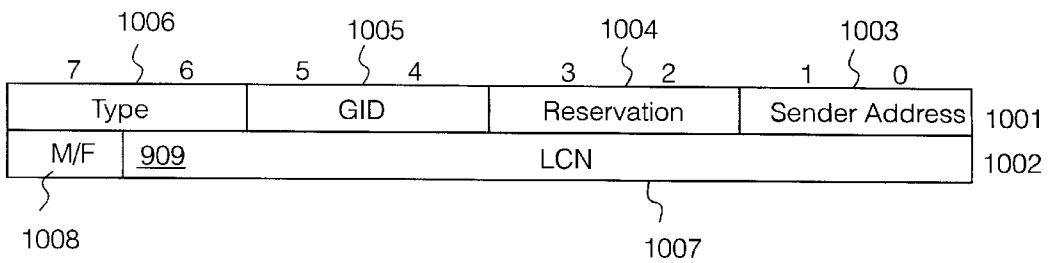 1006 1005 1004 1003
7 6 5 4 3 2 1 0
Type GID Reservation Sender Address 1001
M/F 909 LCN 1002
1008 1007